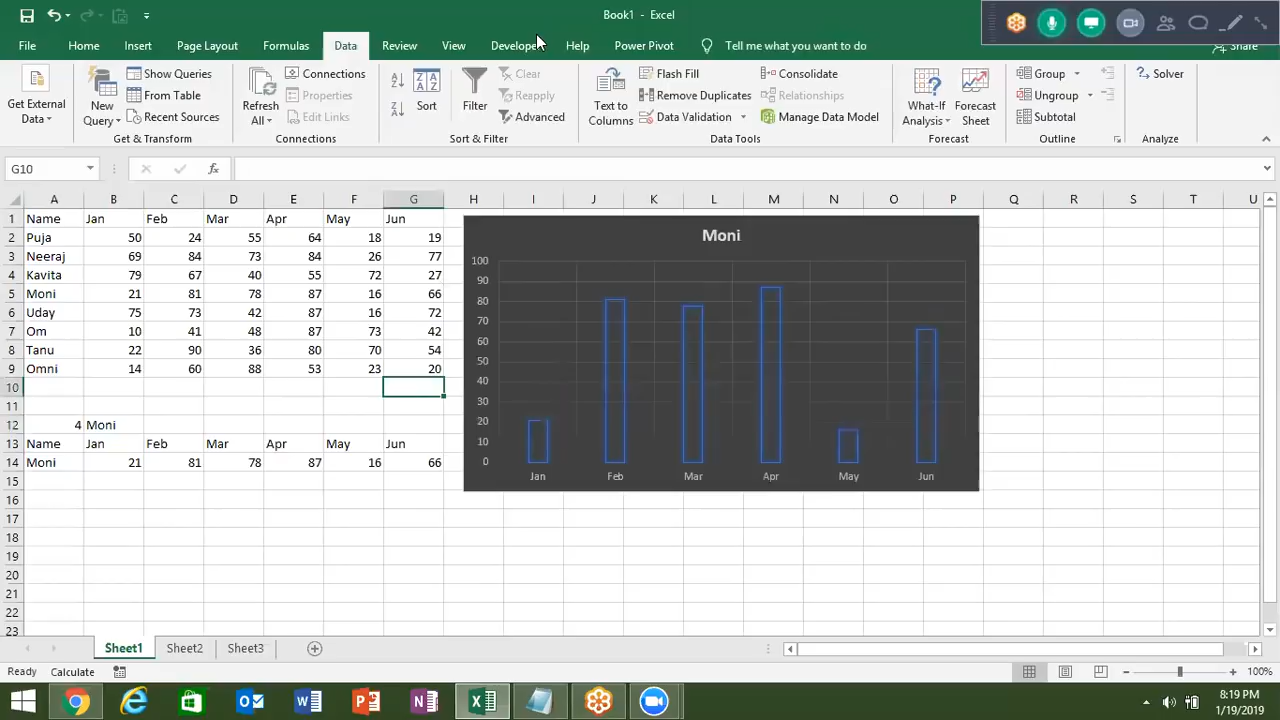 Book1 - Excel
File Home Insert Page Layout Formulas Data Review View Developer Help Power Pivot Tell me what you want to do Share
Get External Data
New Query
Show Queries
From Table
Recent Sources
Get & Transform
Refresh All
Connections
Properties
Edit Links
Connections
Sort
Filter
Clear
Reapply
Advanced
Sort & Filter
Text to Columns
Flash Fill
Remove Duplicates
Data Validation
Consolidate
Relationships
Manage Data Model
Data Tools
What-If Analysis
Forecast Sheet
Forecast
Group
Ungroup
Subtotal
Outline
Solver
Analyze
G10 fx
A B C D E F G H I J K L M N O P Q R S T U
1 Name Jan Feb Mar Apr May Jun
2 Puja 50 24 55 64 18 19
3 Neeraj 69 84 73 84 26 77
4 Kavita 79 67 40 55 72 27
5 Moni 21 81 78 87 16 66
6 Uday 75 73 42 87 16 72
7 Om 10 41 48 87 73 42
8 Tanu 22 90 36 80 70 54
9 Omni 14 60 88 53 23 20
10
11
12 4 Moni
13 Name Jan Feb Mar Apr May Jun
14 Moni 21 81 78 87 16 66
15
16
17
18
19
20
21
22
23
Moni
100
90
80
70
60
50
40
30
20
10
0
Jan Feb Mar Apr May Jun
Sheet1 Sheet2 Sheet3
Ready Calculate 100%
8:19 PM
1/19/2019